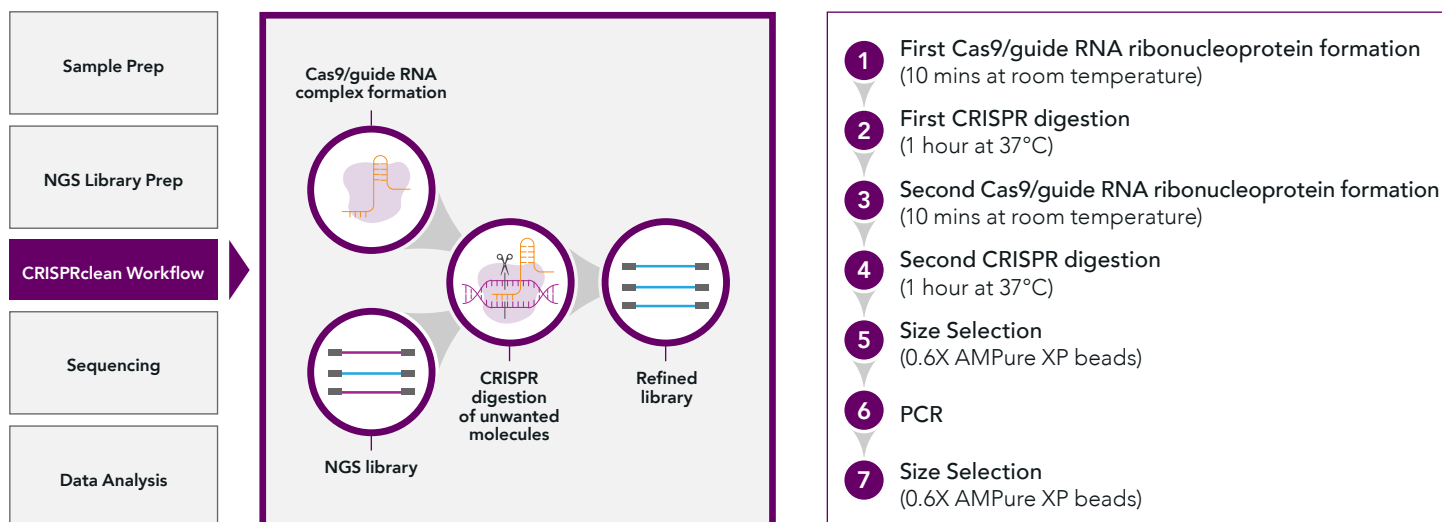 Sample Prep
NGS Library Prep
CRISPRclean Workflow
Sequencing
Data Analysis
Cas9/guide RNA
complex formation
NGS library
CRISPR
digestion
of unwanted
molecules
Refined
library
1 First Cas9/guide RNA ribonucleoprotein formation
(10 mins at room temperature)
2 First CRISPR digestion
(1 hour at 37°C)
3 Second Cas9/guide RNA ribonucleoprotein formation
(10 mins at room temperature)
4 Second CRISPR digestion
(1 hour at 37°C)
5 Size Selection
(0.6X AMPure XP beads)
6 PCR
7 Size Selection
(0.6X AMPure XP beads)